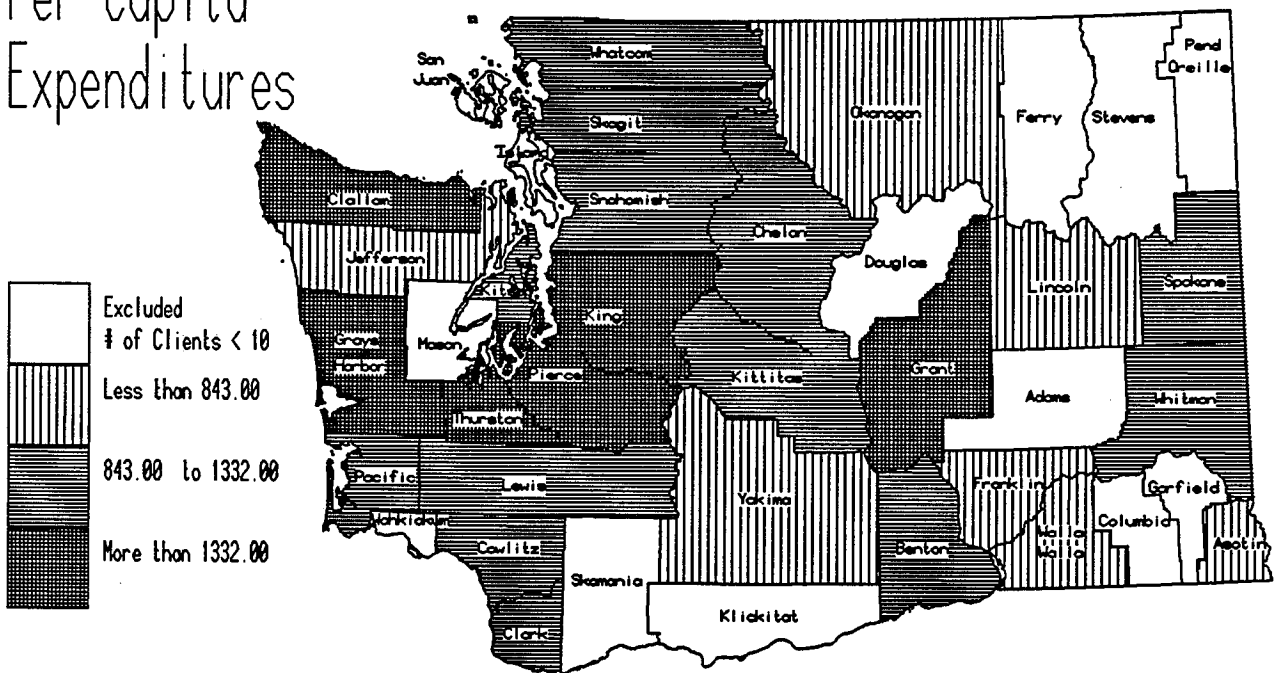 Per Capita
Expenditures
Excluded
# of Clients < 10
Less than 843.00
843.00 to 1332.00
More than 1332.00
Whatcom
San
Juan
Skagit
Island
Okanogan
Ferry
Stevens
Pend
Oreille
Clallam
Snohomish
Chelan
Jefferson
Douglas
Lincoln
Spokane
King
Grays
Harbor
Mason
Pierce
Kittitas
Grant
Adams
Whitman
Thurston
Pacific
Lewis
Yakima
Franklin
Garfield
Columbia
Walla
Walla
Asotin
Wahkiakum
Cowlitz
Benton
Skamania
Klickitat
Clark